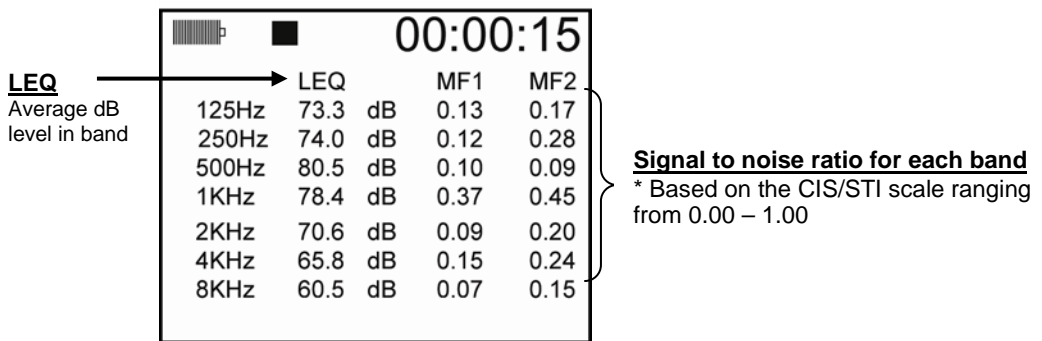 00:00:15
LEQ
Average dB
level in band
LEQ MF1 MF2
125Hz 73.3 dB 0.13 0.17
250Hz 74.0 dB 0.12 0.28
500Hz 80.5 dB 0.10 0.09
1KHz 78.4 dB 0.37 0.45
2KHz 70.6 dB 0.09 0.20
4KHz 65.8 dB 0.15 0.24
8KHz 60.5 dB 0.07 0.15
Signal to noise ratio for each band
* Based on the CIS/STI scale ranging
from 0.00 – 1.00